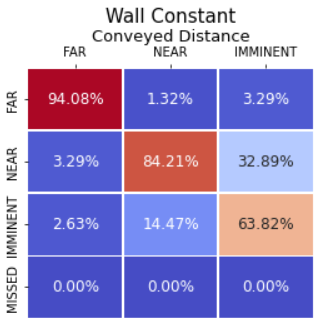 Wall Constant
Conveyed Distance
FAR NEAR IMMINENT
FAR 94.08% 1.32% 3.29%
NEAR 3.29% 84.21% 32.89%
IMMINENT 2.63% 14.47% 63.82%
MISSED 0.00% 0.00% 0.00%